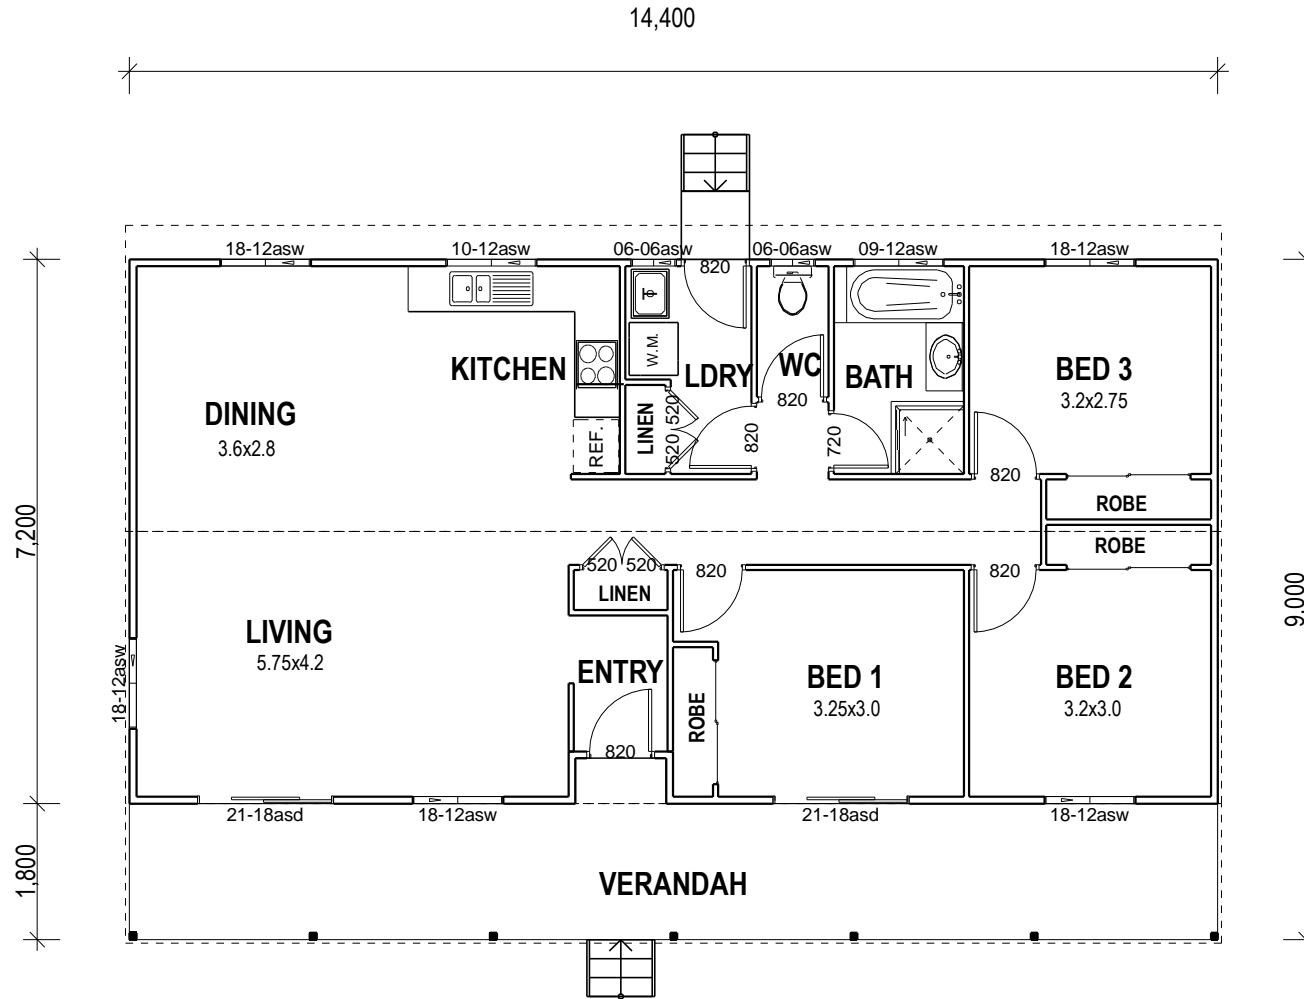 14,400
18-12asw
10-12asw
06-06asw
06-06asw
09-12asw
18-12asw
820
W.M.
KITCHEN
LDRY
WC
BATH
BED 3
3.2x2.75
820
DINING
3.6x2.8
REF.
LINEN
520
520
820
720
820
ROBE
7,200
ROBE
520
520
820
820
LINEN
LIVING
5.75x4.2
18-12asw
ENTRY
ROBE
BED 1
3.25x3.0
BED 2
3.2x3.0
9,000
820
21-18asd
18-12asw
21-18asd
18-12asw
1,800
VERANDAH